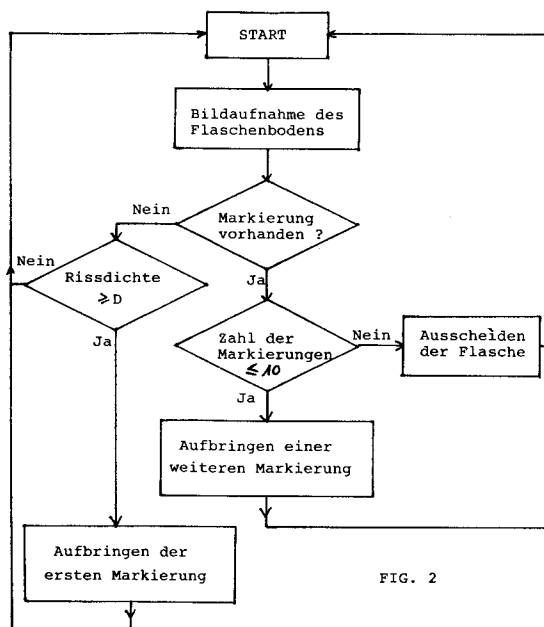 START
Bildaufnahme des
Flaschenbodens
Nein
Markierung
vorhanden ?
Nein
Rissdichte
≥ D
Ja
Ja
Zahl der
Markierungen
≤ 10
Nein
Ausscheiden
der Flasche
Ja
Aufbringen einer
weiteren Markierung
Aufbringen der
ersten Markierung
FIG. 2